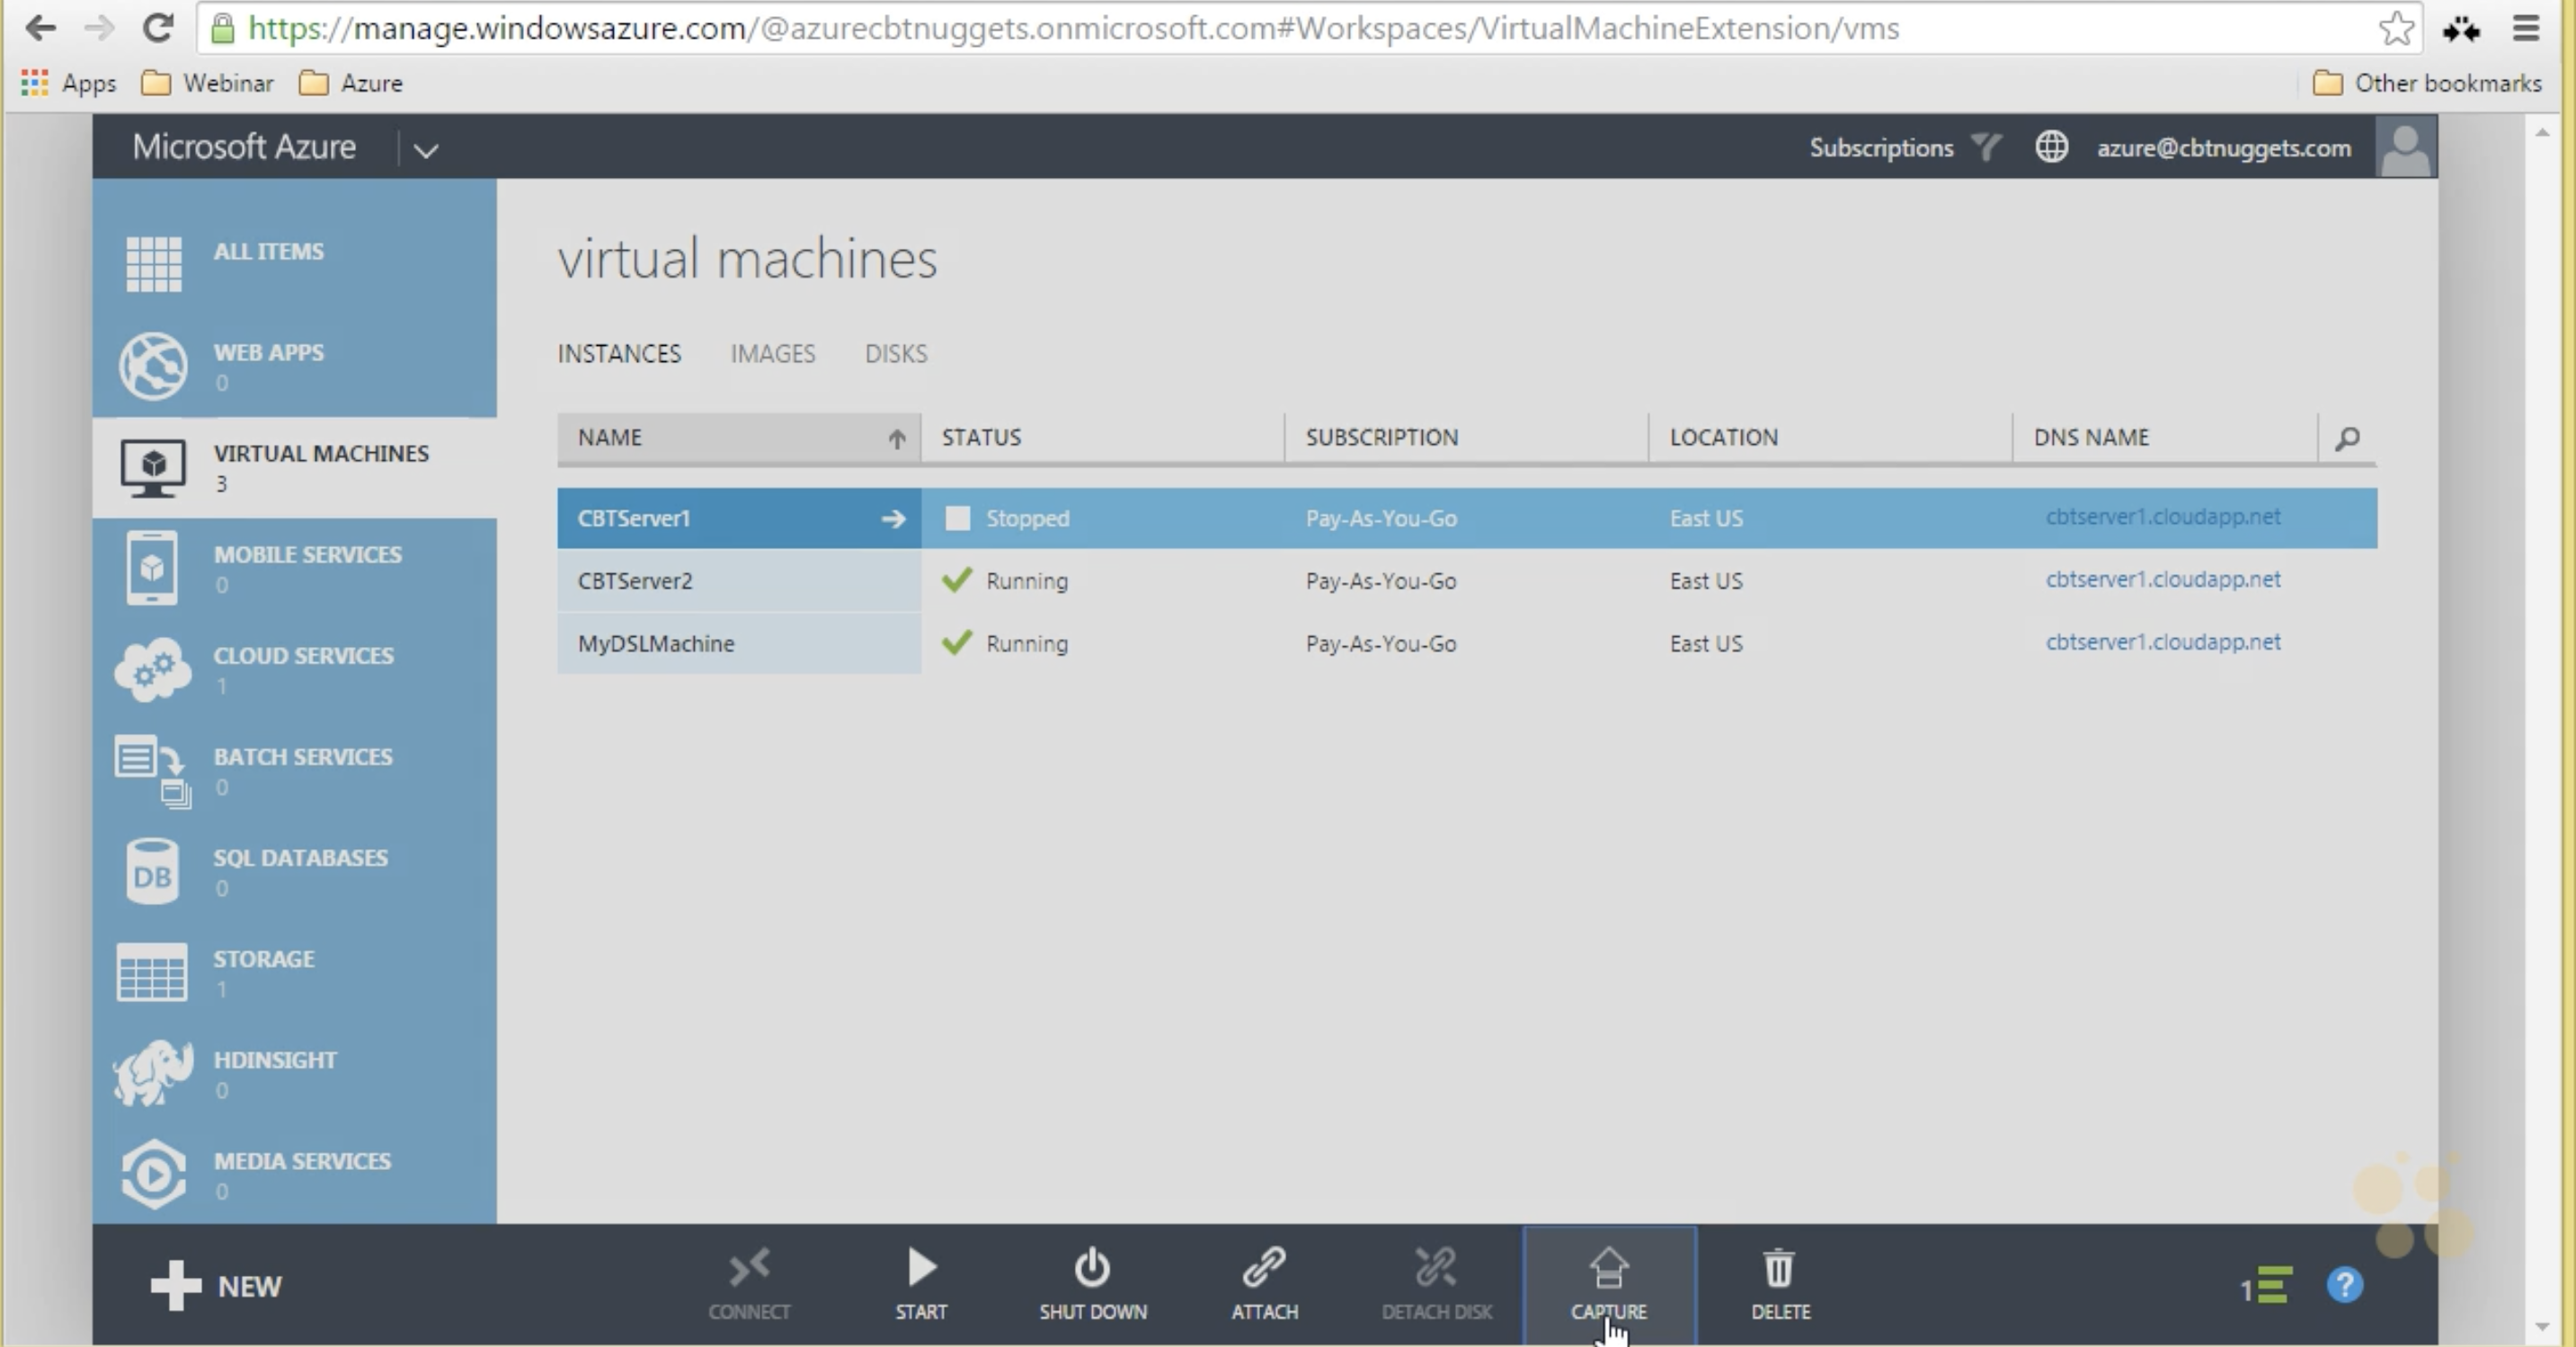 https://manage.windowsazure.com/@azurecbtnuggets.onmicrosoft.com#Workspaces/VirtualMachineExtension/vms
Apps Webinar Azure Other bookmarks
Microsoft Azure Subscriptions azure@cbtnuggets.com
ALL ITEMS
WEB APPS
0
VIRTUAL MACHINES
3
MOBILE SERVICES
0
CLOUD SERVICES
1
BATCH SERVICES
0
SQL DATABASES
DB
0
STORAGE
1
HDINSIGHT
0
MEDIA SERVICES
0
virtual machines
INSTANCES IMAGES DISKS
NAME STATUS SUBSCRIPTION LOCATION DNS NAME
CBTServer1 Stopped Pay-As-You-Go East US cbtserver1.cloudapp.net
CBTServer2 Running Pay-As-You-Go East US cbtserver1.cloudapp.net
MyDSLMachine Running Pay-As-You-Go East US cbtserver1.cloudapp.net
NEW CONNECT START SHUT DOWN ATTACH DETACH DISK CAPTURE DELETE 1 ?